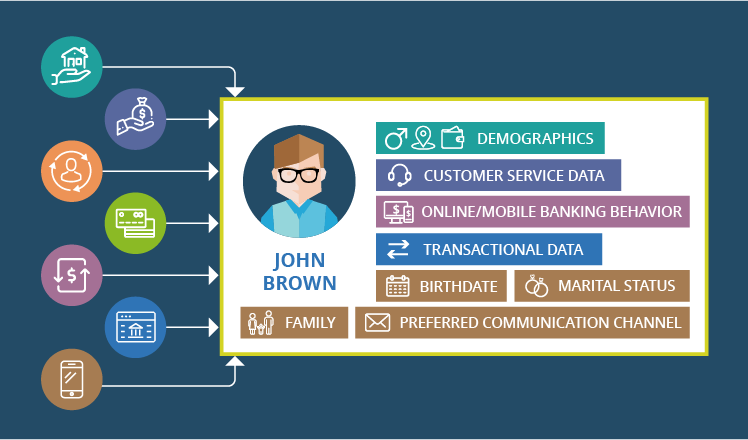 DEMOGRAPHICS
CUSTOMER SERVICE DATA
ONLINE/MOBILE BANKING BEHAVIOR
TRANSACTIONAL DATA
JOHN
BROWN
BIRTHDATE
MARITAL STATUS
FAMILY
PREFERRED COMMUNICATION CHANNEL
$
$
$